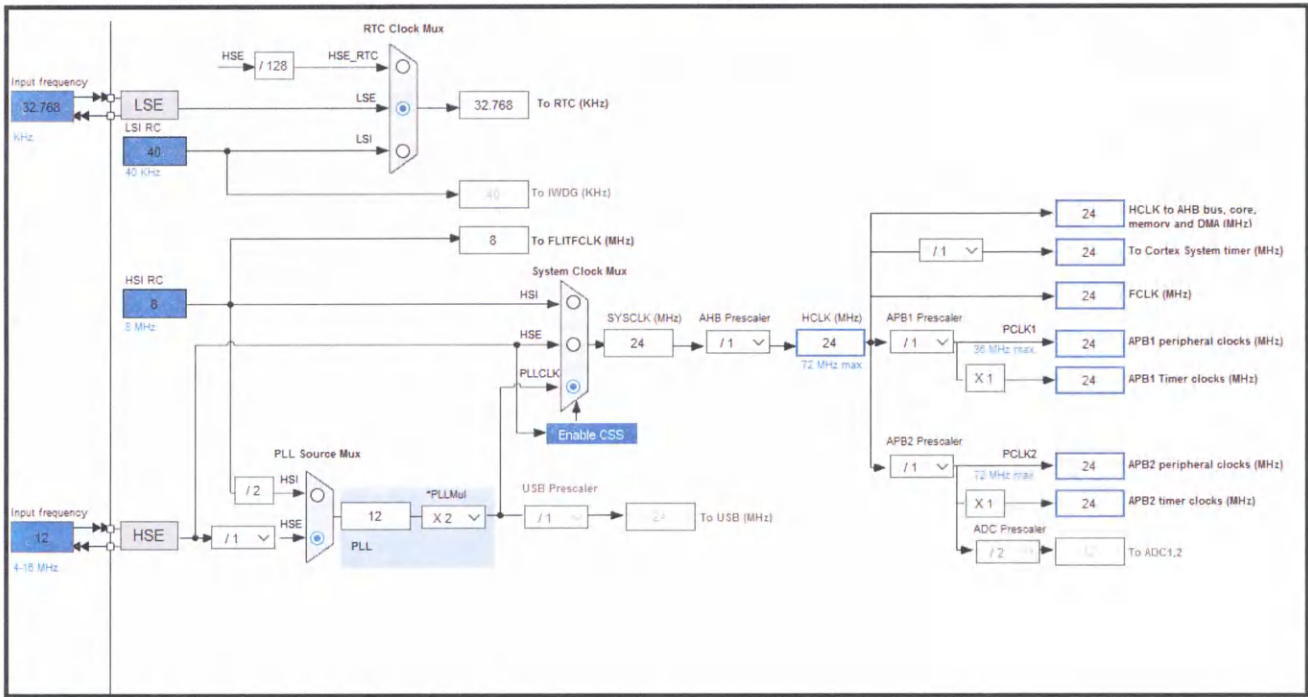 RTC Clock Mux
HSE
/ 128
HSE_RTC
Input frequency
32.768
KHz
LSE
LSE
32.768
To RTC (KHz)
LSI RC
40
40 KHz
LSI
40
To IWDG (KHz)
8
To FLITFCLK (MHz)
HSI RC
8
8 MHz
System Clock Mux
HSI
HSE
PLLCLK
SYSCLK (MHz)
24
AHB Prescaler
/ 1
HCLK (MHz)
24
72 MHz max
Enable CSS
24
HCLK to AHB bus, core,
memory and DMA (MHz)
/ 1
24
To Cortex System timer (MHz)
24
FCLK (MHz)
APB1 Prescaler
/ 1
PCLK1
36 MHz max
24
APB1 peripheral clocks (MHz)
X 1
24
APB1 Timer clocks (MHz)
APB2 Prescaler
/ 1
PCLK2
72 MHz max
24
APB2 peripheral clocks (MHz)
X 1
24
APB2 timer clocks (MHz)
ADC Prescaler
/ 2
To ADC1,2
PLL Source Mux
/ 2
HSI
Input frequency
12
4-16 MHz
HSE
/ 1
HSE
12
*PLLMul
X 2
PLL
USB Prescaler
/ 1
24
To USB (MHz)